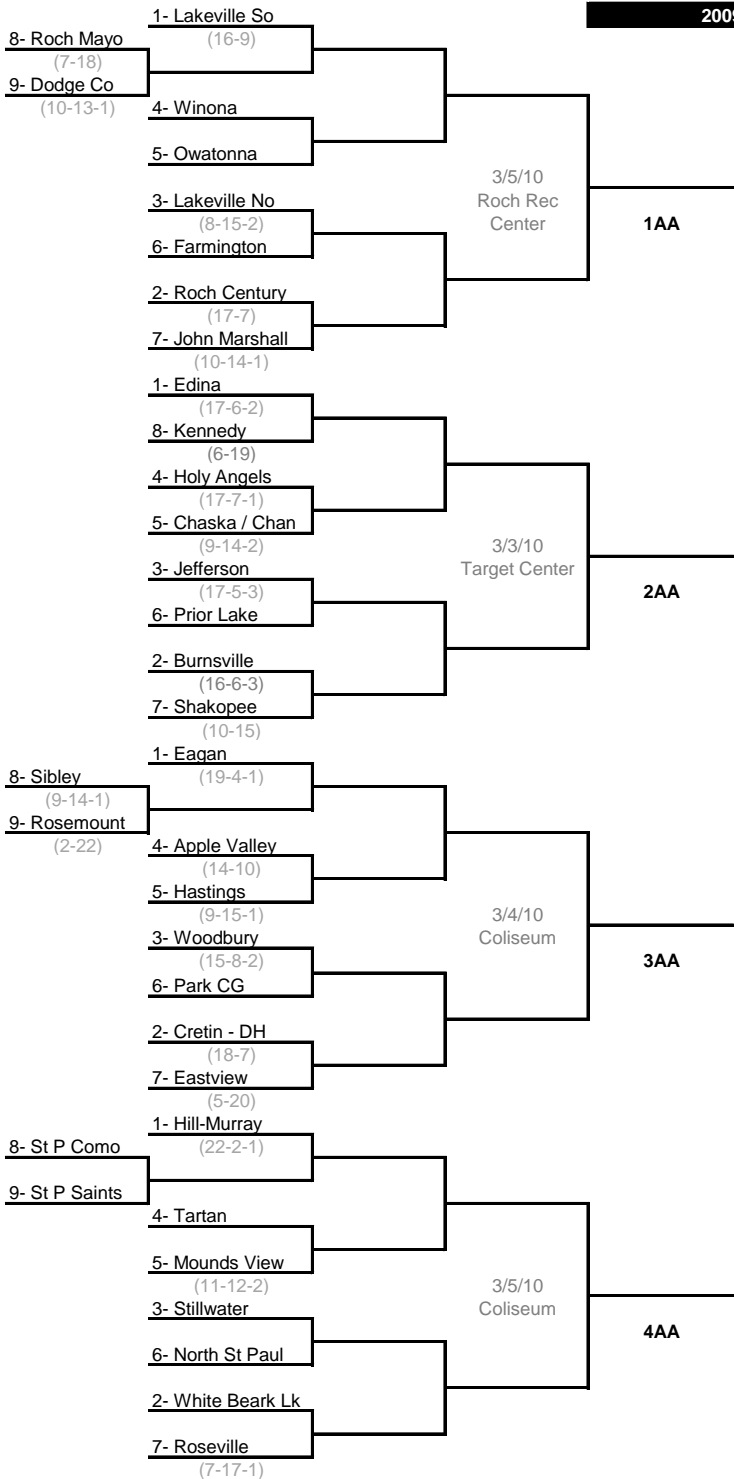 2009
1- Lakeville So
(16-9)
8- Roch Mayo
(7-18)
9- Dodge Co
(10-13-1)
4- Winona
5- Owatonna
3- Lakeville No
(8-15-2)
6- Farmington
2- Roch Century
(17-7)
7- John Marshall
(10-14-1)
3/5/10
Roch Rec
Center
1AA
1- Edina
(17-6-2)
8- Kennedy
(6-19)
4- Holy Angels
(17-7-1)
5- Chaska / Chan
(9-14-2)
3- Jefferson
(17-5-3)
6- Prior Lake
2- Burnsville
(16-6-3)
7- Shakopee
(10-15)
3/3/10
Target Center
2AA
1- Eagan
(19-4-1)
8- Sibley
(9-14-1)
9- Rosemount
(2-22)
4- Apple Valley
(14-10)
5- Hastings
(9-15-1)
3- Woodbury
(15-8-2)
6- Park CG
2- Cretin - DH
(18-7)
7- Eastview
(5-20)
3/4/10
Coliseum
3AA
1- Hill-Murray
(22-2-1)
8- St P Como
9- St P Saints
4- Tartan
5- Mounds View
(11-12-2)
3- Stillwater
6- North St Paul
2- White Beark Lk
7- Roseville
(7-17-1)
3/5/10
Coliseum
4AA